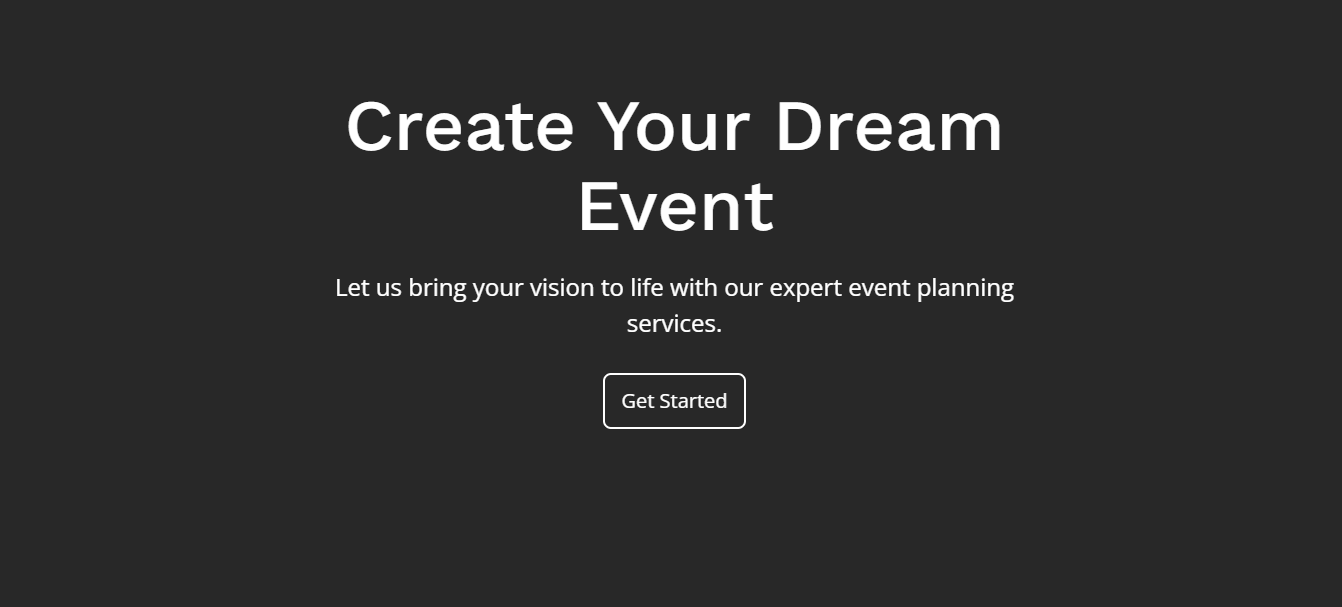 Create Your Dream
Event
Let us bring your vision to life with our expert event planning
services.
Get Started